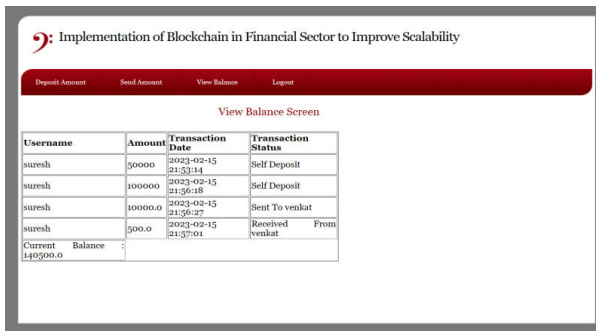 Implementation of Blockchain in Financial Sector to Improve Scalability
Deposit Amount Send Amount View Balance Logout
View Balance Screen
Username Amount Transaction Date Transaction Status
suresh 50000 2023-02-15 21:53:14 Self Deposit
suresh 100000 2023-02-15 21:56:18 Self Deposit
suresh 10000.0 2023-02-15 21:56:27 Sent To venkat
suresh 500.0 2023-02-15 21:57:01 Received From venkat
Current Balance :
140500.0